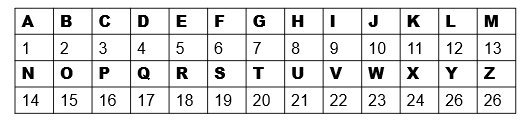 A B C D E F G H I J K L M
1 2 3 4 5 6 7 8 9 10 11 12 13
N O P Q R S T U V W X Y Z
14 15 16 17 18 19 20 21 22 23 24 26 26